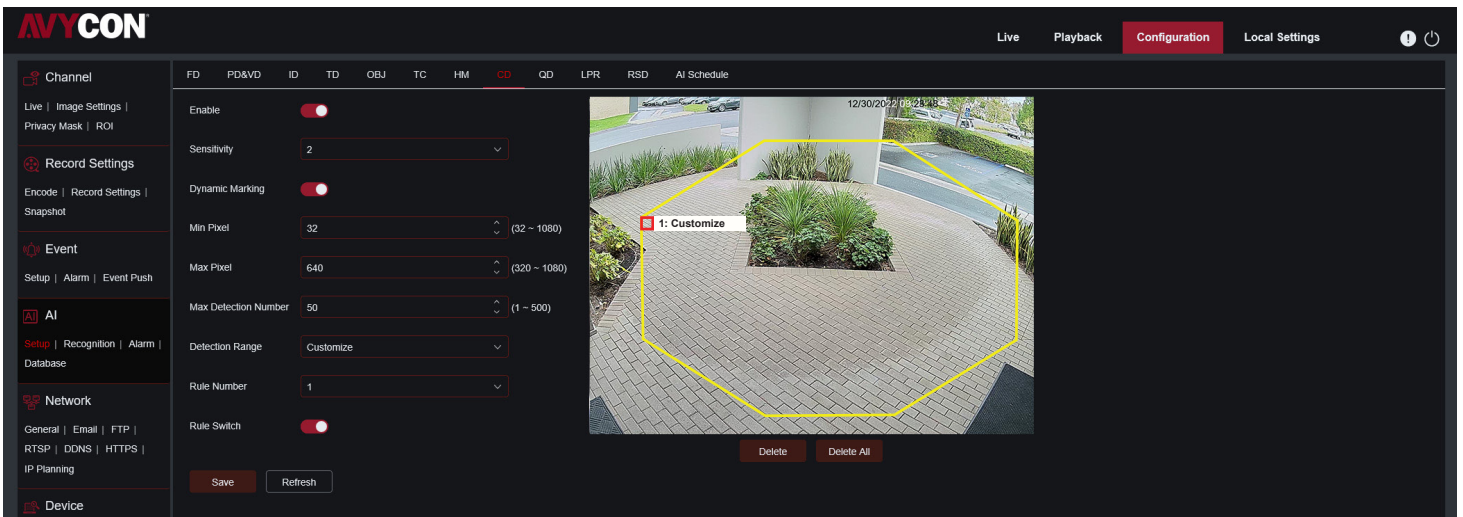 AVYCON
Live Playback Configuration Local Settings
Channel
Live | Image Settings |
Privacy Mask | ROI
Record Settings
Encode | Record Settings |
Snapshot
Event
Setup | Alarm | Event Push
AI AI
Setup | Recognition | Alarm |
Database
Network
General | Email | FTP |
RTSP | DDNS | HTTPS |
IP Planning
Device
FD PD&VD ID TD OBJ TC HM CD QD LPR RSD AI Schedule
Enable
Sensitivity 2
Dynamic Marking
Min Pixel 32 (32 ~ 1080)
Max Pixel 640 (320 ~ 1080)
Max Detection Number 50 (1 ~ 500)
Detection Range Customize
Rule Number 1
Rule Switch
Save Refresh
12/30/2022 09:28:48
1: Customize
Delete Delete All